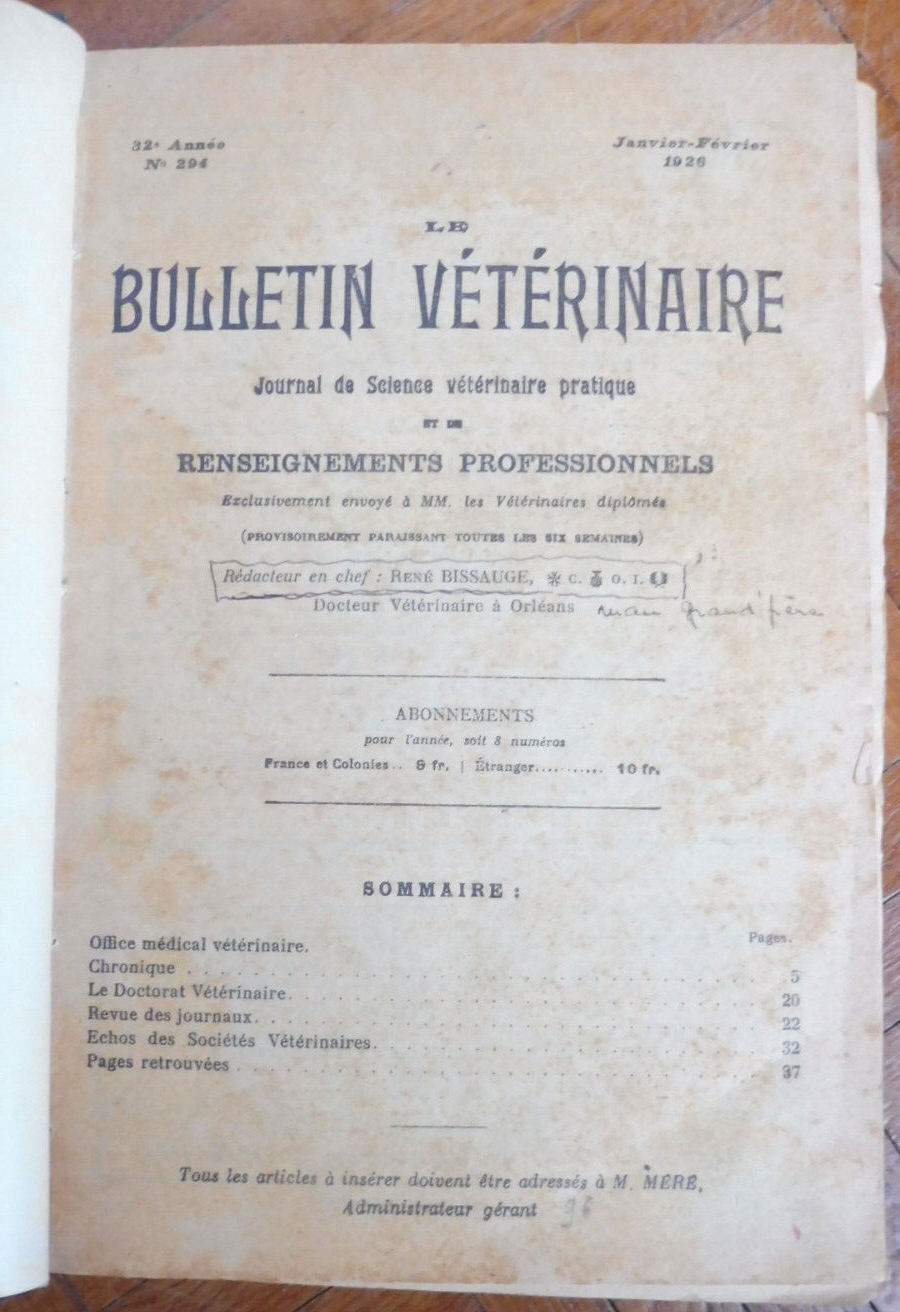 32e Année
No 294
Janvier-Février
1926
LE
BULLETIN VÉTÉRINAIRE
Journal de Science vétérinaire pratique
ET DE
RENSEIGNEMENTS PROFESSIONNELS
Exclusivement envoyé à MM. les Vétérinaires diplômés
(PROVISOIREMENT PARAISSANT TOUTES LES SIX SEMAINES)
Rédacteur en chef : RENÉ BISSAUGE, C. O. I.
Docteur Vétérinaire à Orléans grand'père
ABONNEMENTS
pour l'année, soit 8 numéros
France et Colonies.. fr. | Étranger........... 10 fr.
SOMMAIRE :
Pages.
Office médical vétérinaire.
Chronique . . . . . . . . . . 5
Le Doctorat Vétérinaire. . . . . . . . . . 20
Revue des journaux. . . . . . . . . . 22
Echos des Sociétés Vétérinaires. . . . . . . . . . 32
Pages retrouvées . . . . . . . . . . 37
Tous les articles à insérer doivent être adressés à M. MERE,
Administrateur gérant